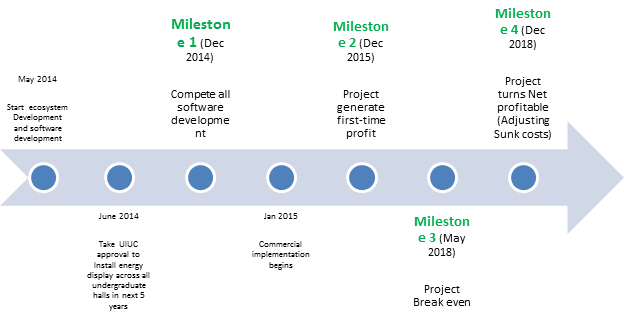 May 2014
Start ecosystem
Development
and software
development
June 2014
Take UIUC
approval to
Install energy
display across all
undergraduate
halls in next 5
years
Mileston
e 1 (Dec
2014)
Compete all
software
developme
nt
Jan 2015
Commercial
implementation
begins
Mileston
e 2 (Dec
2015)
Project
generate
first-time
profit
Mileston
e 3 (May
2018)
Project
Break even
Mileston
e 4 (Dec
2018)
Project
turns Net
profitable
(Adjusting
Sunk costs)